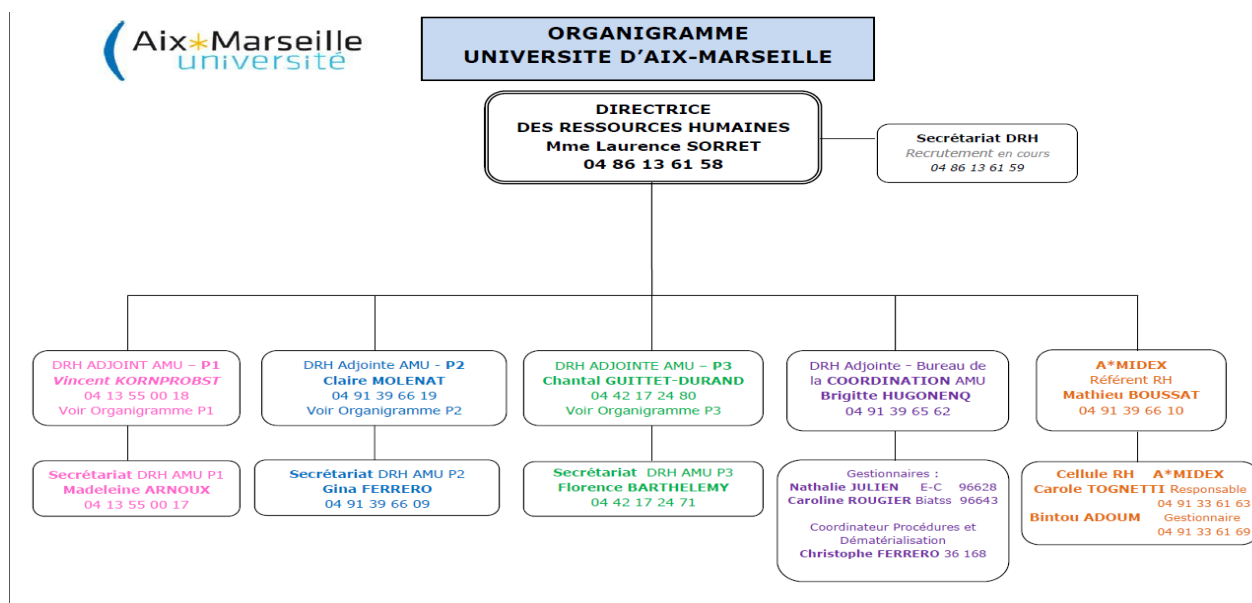 Aix*Marseille
université
ORGANIGRAMME
UNIVERSITE D'AIX-MARSEILLE
DIRECTRICE
DES RESSOURCES HUMAINES
Mme Laurence SORRET
04 86 13 61 58
Secrétariat DRH
Recrutement en cours
04 86 13 61 59
DRH ADJOINT AMU – P1
Vincent KORNPROBST
04 13 55 00 18
Voir Organigramme P1
DRH Adjointe AMU - P2
Claire MOLENAT
04 91 39 66 19
Voir Organigramme P2
DRH ADJOINTE AMU – P3
Chantal GUITTET-DURAND
04 42 17 24 80
Voir Organigramme P3
DRH Adjointe - Bureau de
la COORDINATION AMU
Brigitte HUGONENQ
04 91 39 65 62
A*MIDEX
Référent RH
Mathieu BOUSSAT
04 91 39 66 10
Secrétariat DRH AMU P1
Madeleine ARNOUX
04 13 55 00 17
Secrétariat DRH AMU P2
Gina FERRERO
04 91 39 66 09
Secrétariat DRH AMU P3
Florence BARTHELEMY
04 42 17 24 71
Gestionnaires :
Nathalie JULIEN E-C 96628
Caroline ROUGIER Biatss 96643
Coordinateur Procédures et
Dématérialisation
Christophe FERRERO 36 168
Cellule RH A*MIDEX
Carole TOGNETTI Responsable
04 91 33 61 63
Bintou ADOUM Gestionnaire
04 91 33 61 69